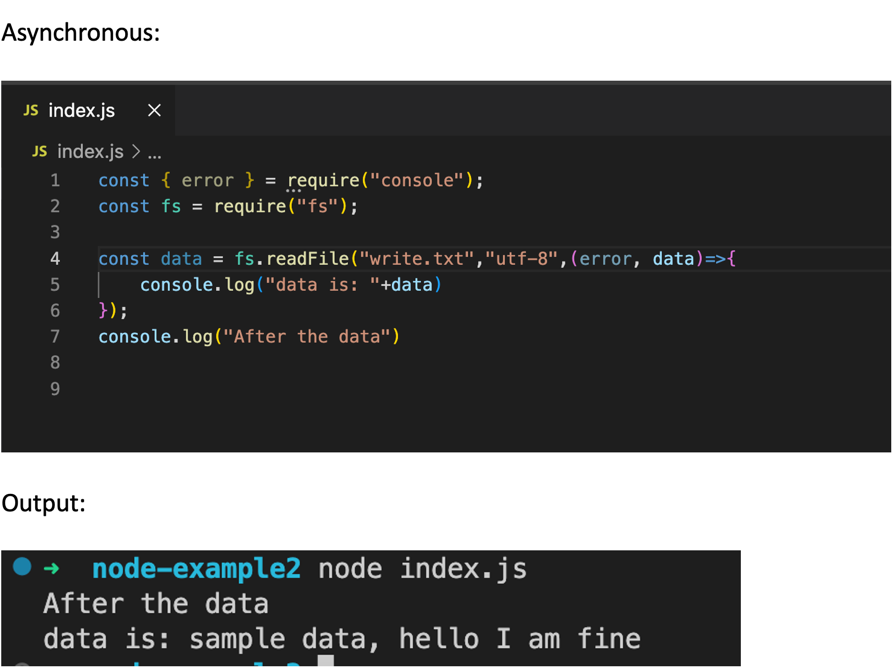 Asynchronous:
JS index.js ×
JS index.js > ...
1 const { error } = require("console");
2 const fs = require("fs");
3
4 const data = fs.readFile("write.txt","utf-8",(error, data)=>{
5     console.log("data is: "+data)
6 });
7 console.log("After the data")
8
9
Output:
➜ node-example2 node index.js
After the data
data is: sample data, hello I am fine